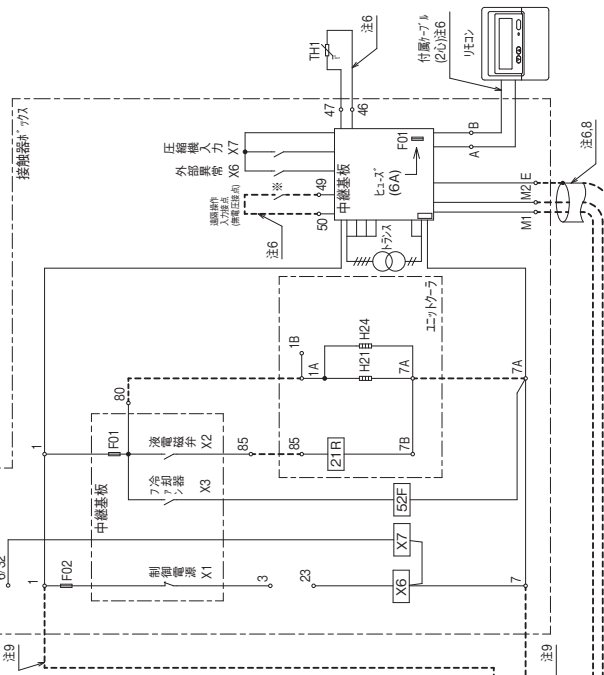 接触器ボックス
TH1
注6
付属ケーブル
(2心)注6
リモコン
47
46
圧縮機入力 X7
外部異常 X6
※
49
50
遠隔操作
入力接点
(無電圧接点)
注6
中継基板
ヒューズ
(6A)
F01
B
A
トランス
M1
M2
E
注6,8
ユニットクーラ
1B
1A
H21
H24
7A
7A
7B
21R
85
85
80
1
F01
液電磁弁 X2
冷却器
ファン
X3
中継基板
52F
X7
X6
1
F02
制御電源 X1
3
23
7
注9
注9